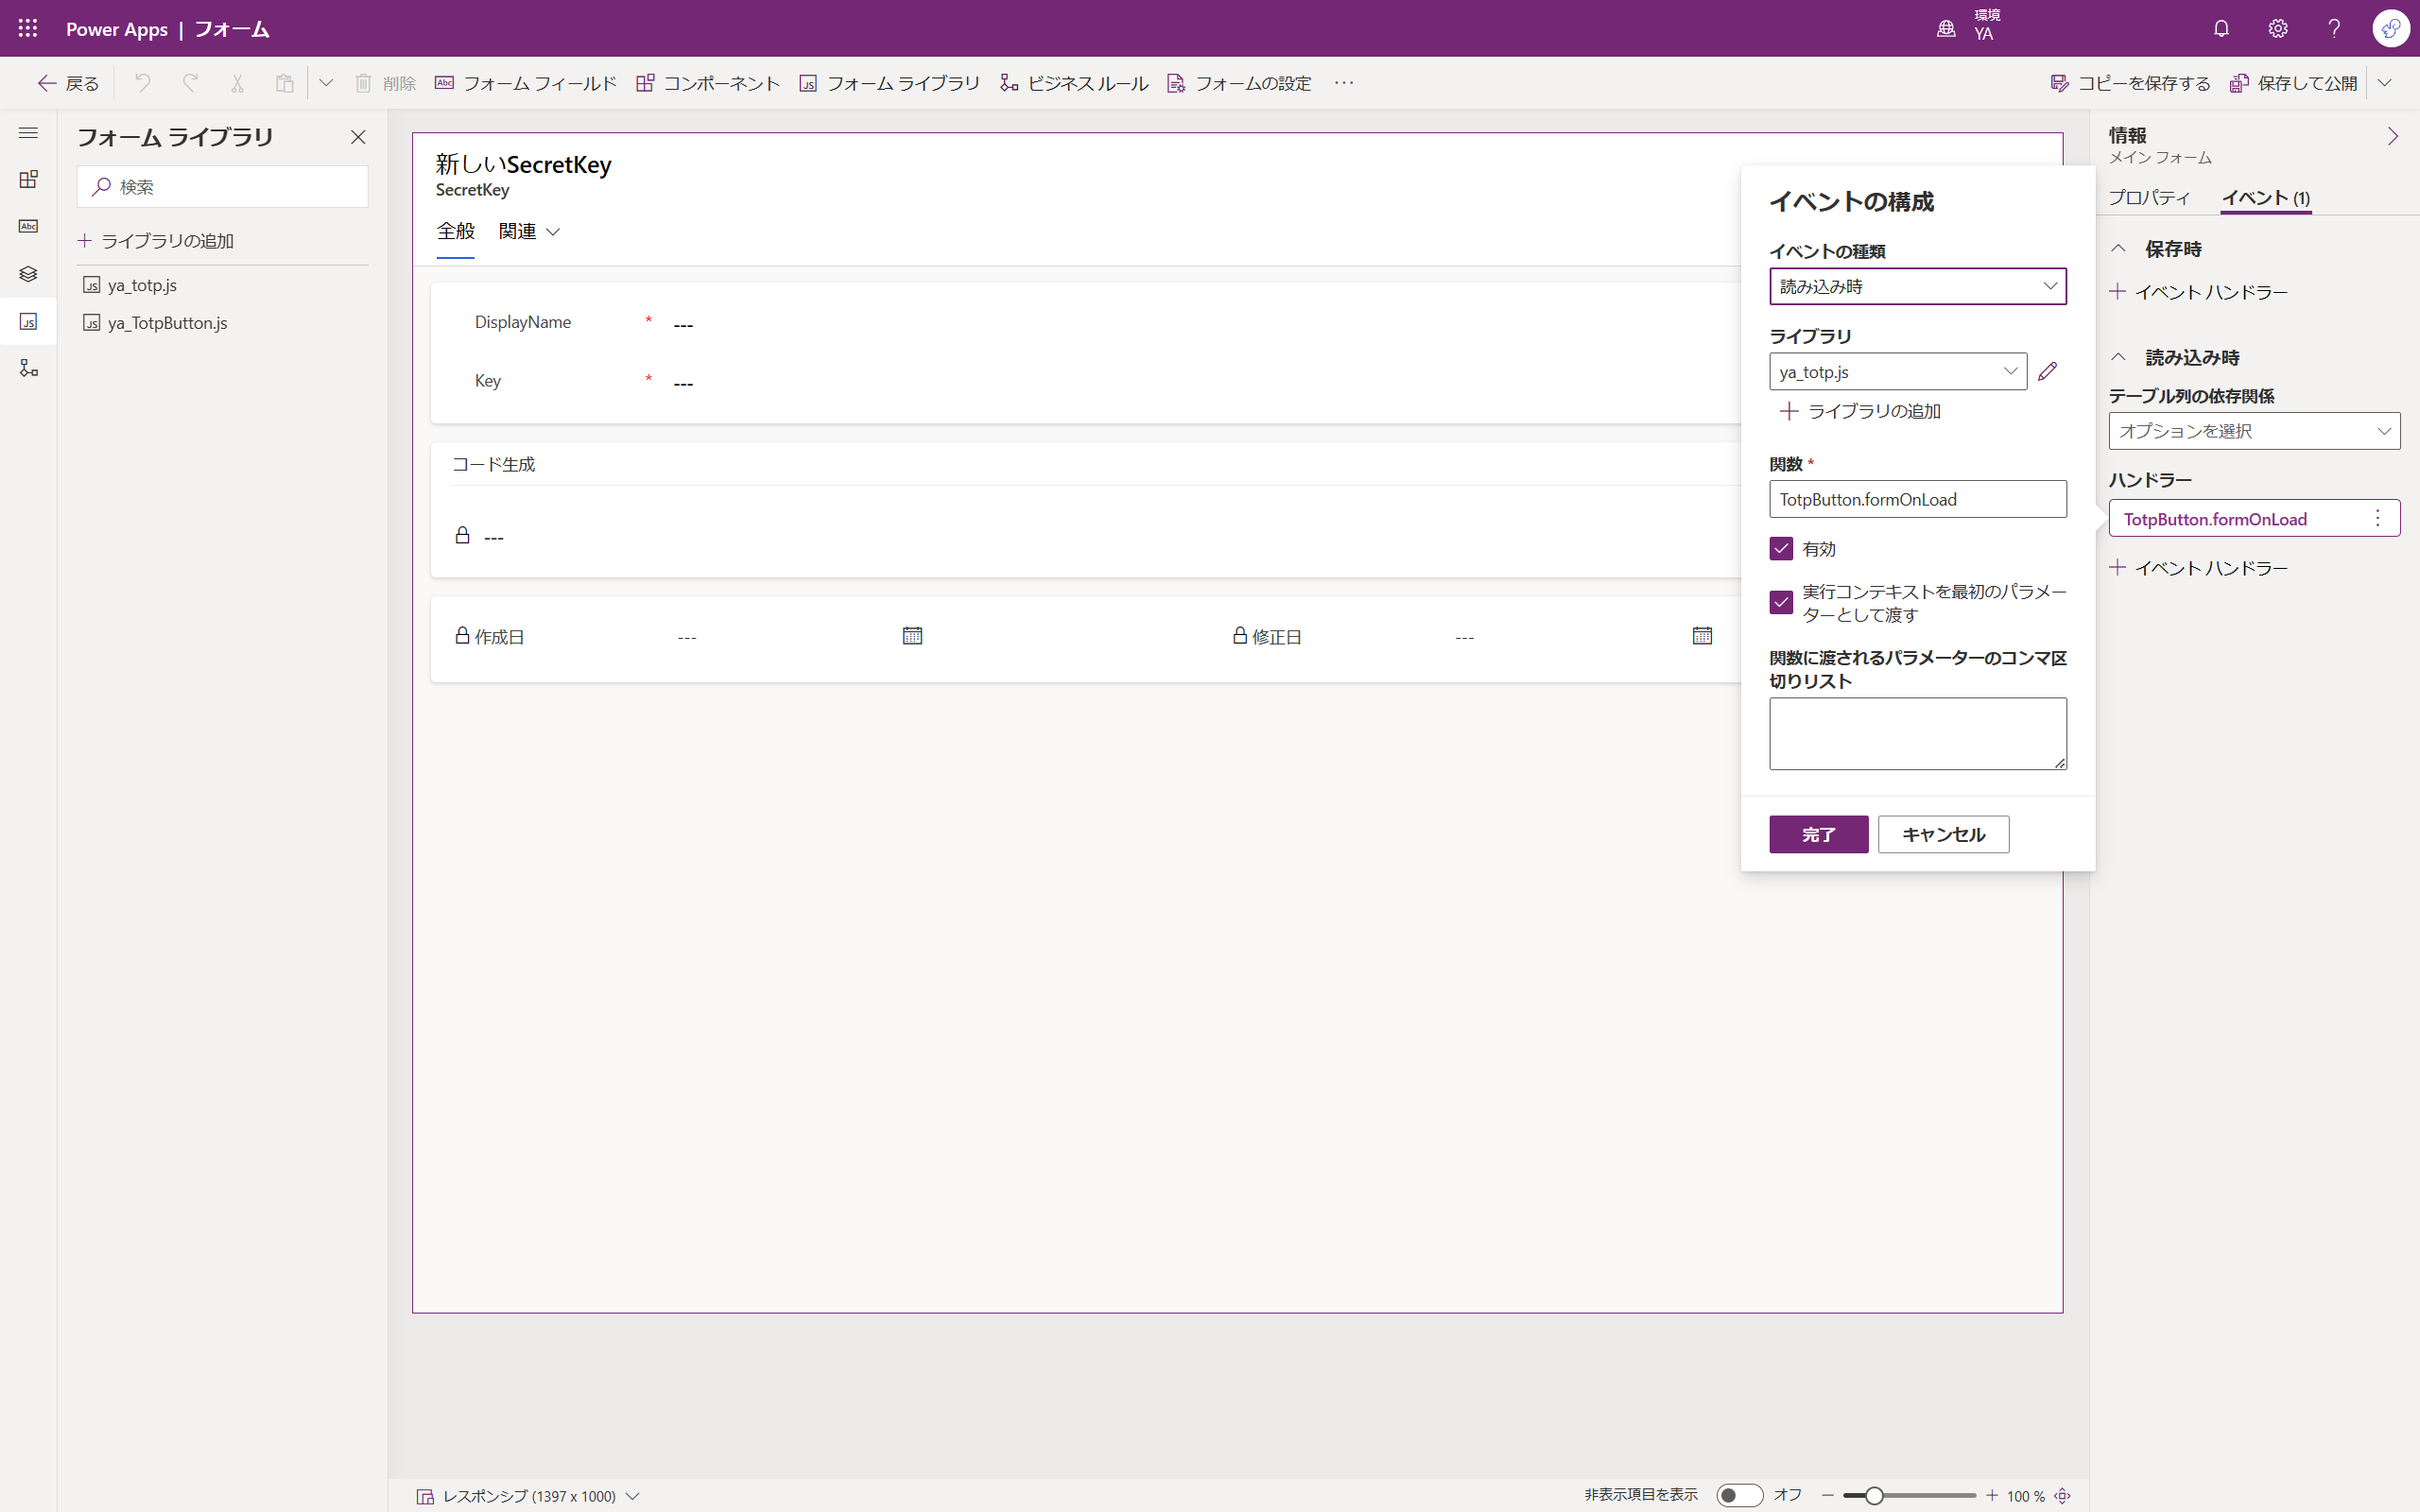 Power Apps | フォーム
環境
YA
戻る
削除
Abc フォーム フィールド
コンポーネント
JS フォーム ライブラリ
ビジネス ルール
フォームの設定
コピーを保存する
保存して公開
フォーム ライブラリ
検索
ライブラリの追加
JS ya_totp.js
JS ya_TotpButton.js
Abc
JS
新しいSecretKey
SecretKey
全般 関連
DisplayName * ---
Key * ---
コード生成
---
作成日 ---
修正日 ---
イベントの構成
イベントの種類
読み込み時
ライブラリ
ya_totp.js
ライブラリの追加
関数 *
TotpButton.formOnLoad
有効
実行コンテキストを最初のパラメー
ターとして渡す
関数に渡されるパラメーターのコンマ区
切りリスト
完了 キャンセル
情報
メイン フォーム
プロパティ イベント (1)
保存時
イベント ハンドラー
読み込み時
テーブル列の依存関係
オプションを選択
ハンドラー
TotpButton.formOnLoad
イベント ハンドラー
レスポンシブ (1397 x 1000)
非表示項目を表示 オフ
100 %